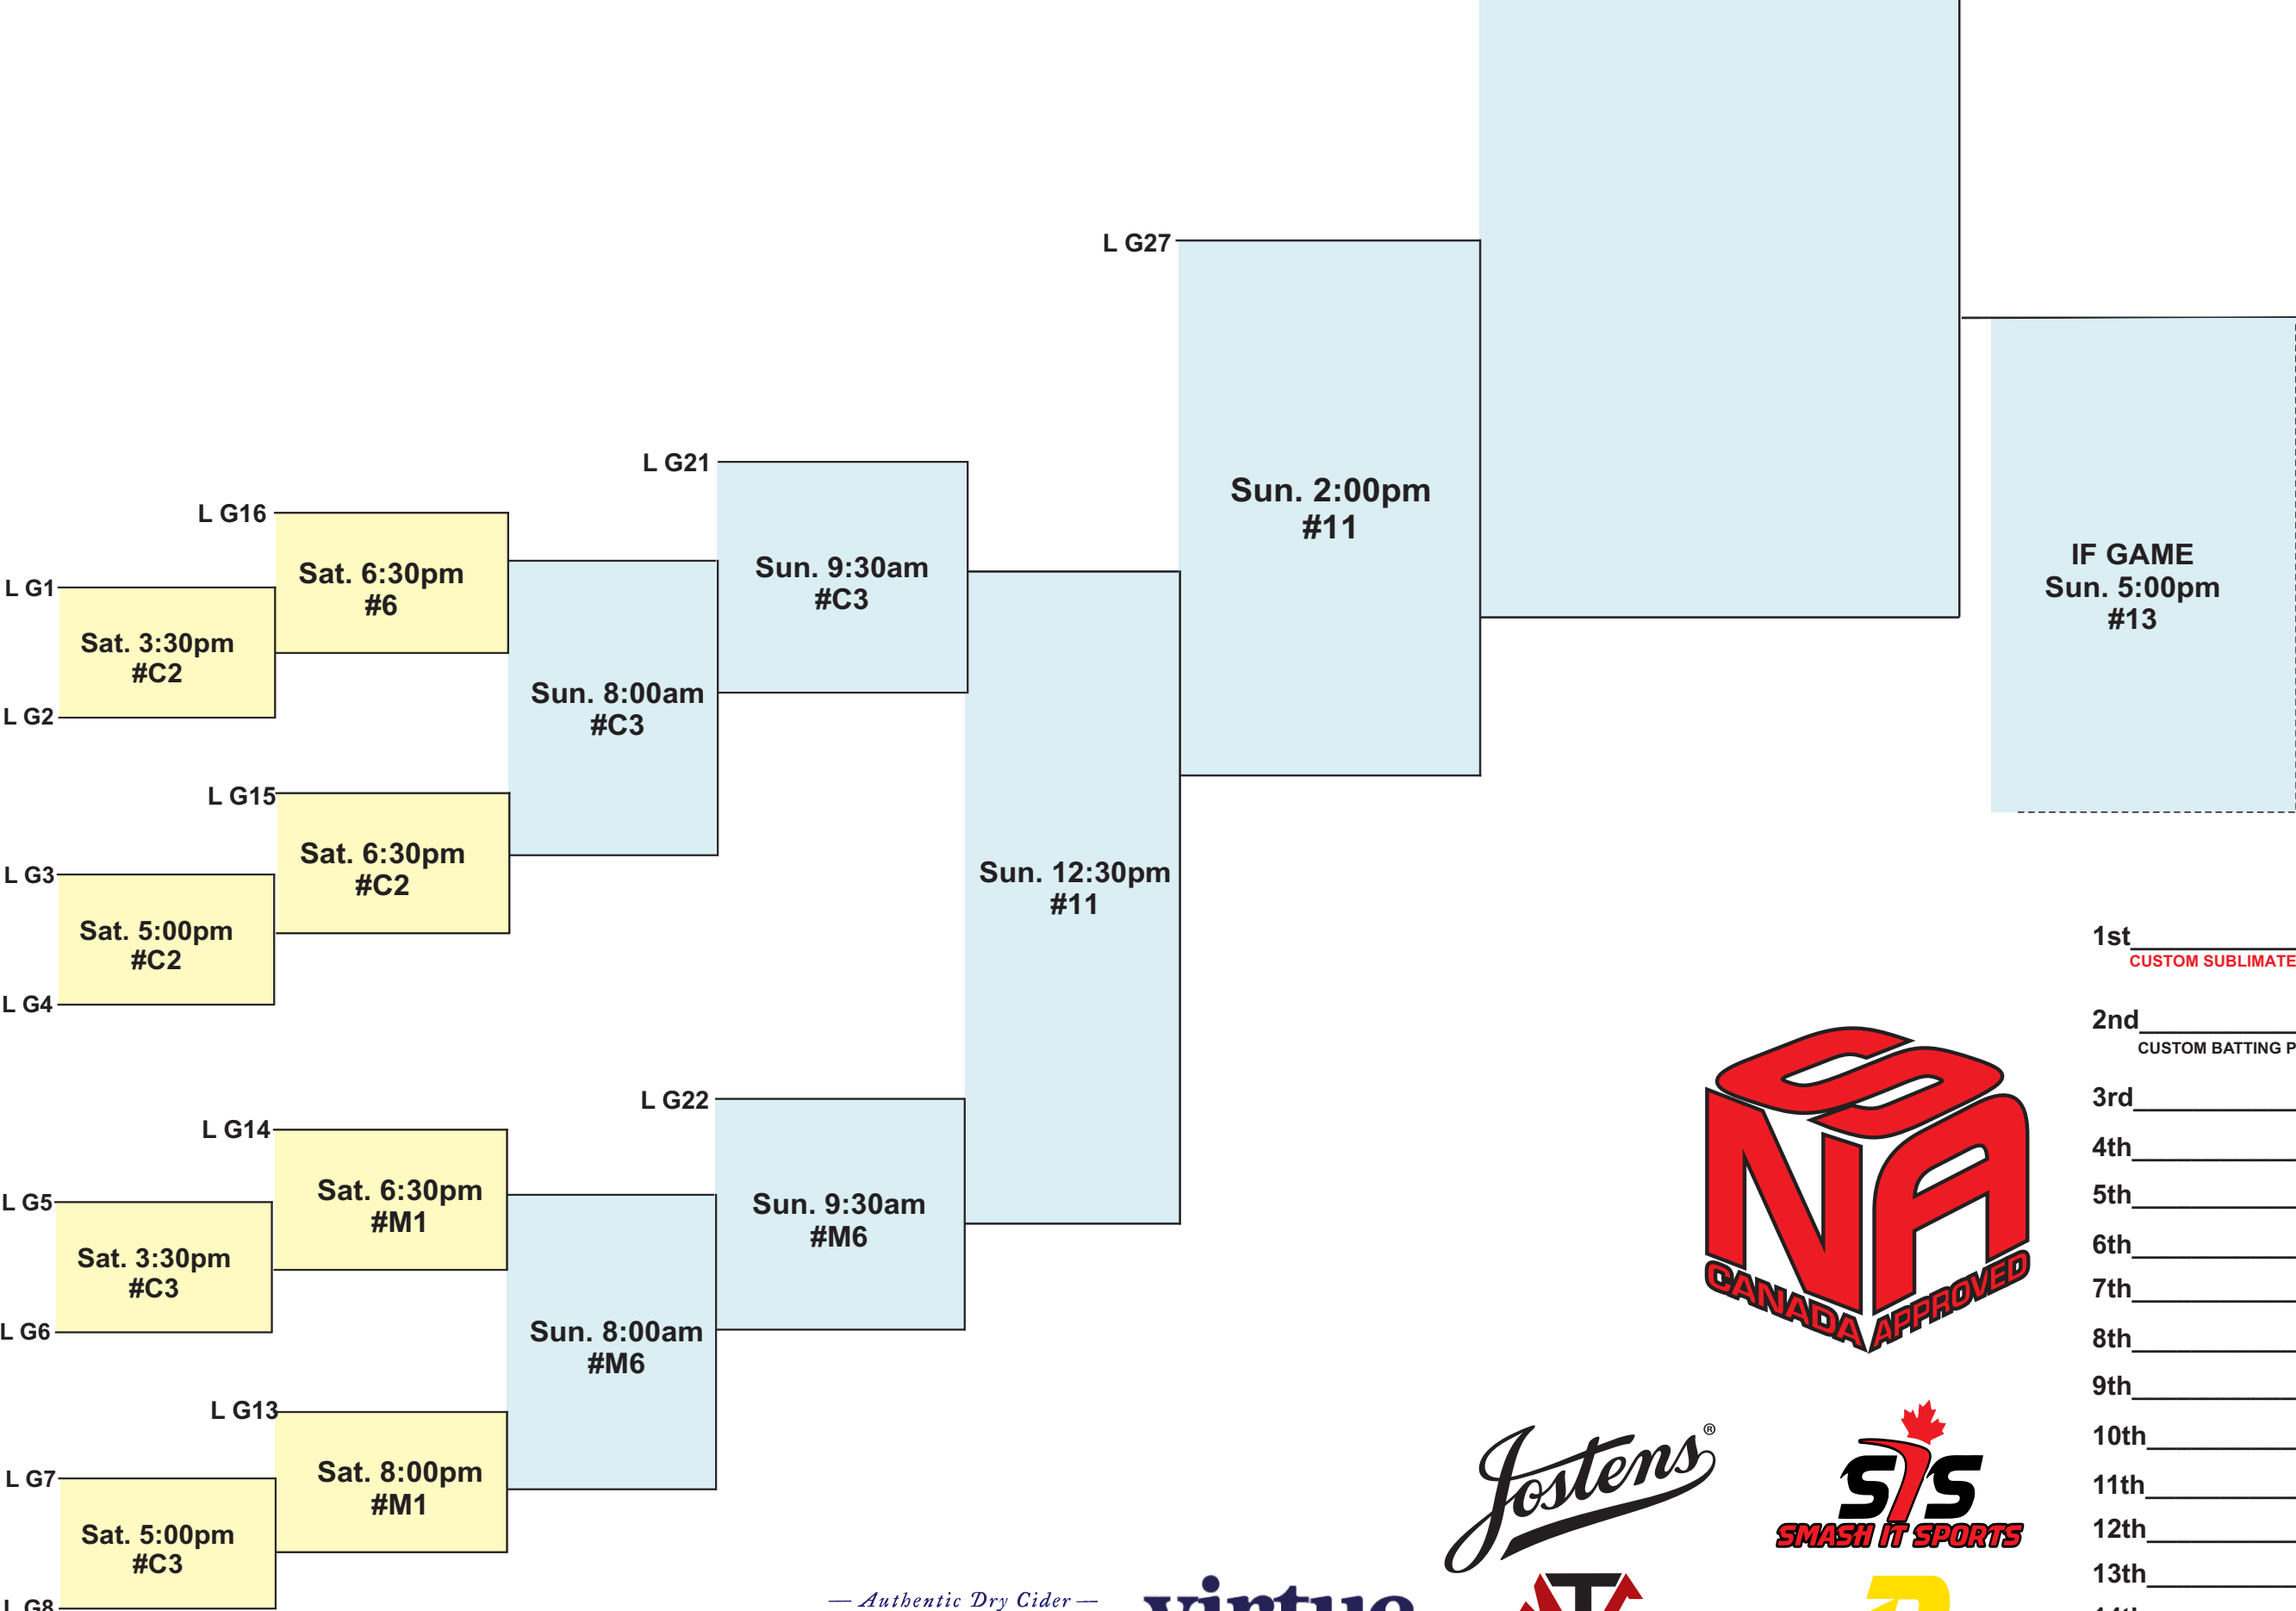 L G27
L G21
L G16
Sun. 2:00pm
#11
Sat. 6:30pm
#6
Sun. 9:30am
#C3
IF GAME
Sun. 5:00pm
#13
L G1
Sat. 3:30pm
#C2
L G2
Sun. 8:00am
#C3
L G15
Sat. 6:30pm
#C2
L G3
Sat. 5:00pm
#C2
L G4
Sun. 12:30pm
#11
L G22
L G14
Sat. 6:30pm
#M1
Sun. 9:30am
#M6
L G5
Sat. 3:30pm
#C3
L G6
Sun. 8:00am
#M6
L G13
Sat. 8:00pm
#M1
L G7
Sat. 5:00pm
#C3
L G8
1st
CUSTOM SUBLIMATE
2nd
CUSTOM BATTING P
3rd
4th
5th
6th
7th
8th
9th
10th
11th
12th
13th
14th
SNA
CANADA APPROVED
Jostens®
SIS
SMASH IT SPORTS
— Authentic Dry Cider —
virtue